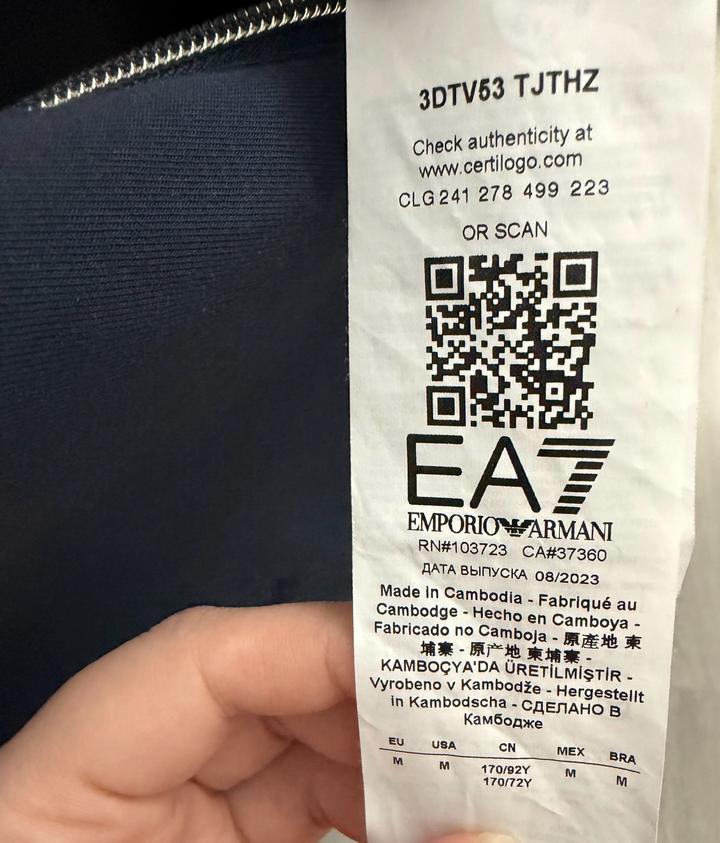 3DTV53 TJTHZ
Check authenticity at
www.certilogo.com
CLG 241 278 499 223
OR SCAN
EA7
EMPORIO ARMANI
RN#103723 CA#37360
ДАТА ВЫПУСКА 08/2023
Made in Cambodia - Fabriqué au
Cambodge - Hecho en Camboya -
Fabricado no Camboja - 原産地 柬
埔寨 - 原产地 柬埔寨 -
KAMBOÇYA'DA ÜRETİLMİŞTİR -
Vyrobeno v Kambodže - Hergestellt
in Kambodscha - СДЕЛАНО В
Камбодже
EU USA CN MEX BRA
M M 170/92Y M M
170/72Y